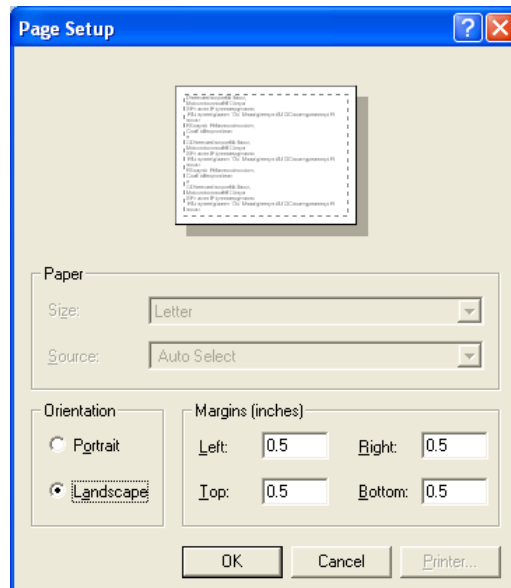 Page Setup
Paper
Size: Letter
Source: Auto Select
Orientation
Portrait
Landscape
Margins (inches)
Left: 0.5 Right: 0.5
Top: 0.5 Bottom: 0.5
OK Cancel Printer...